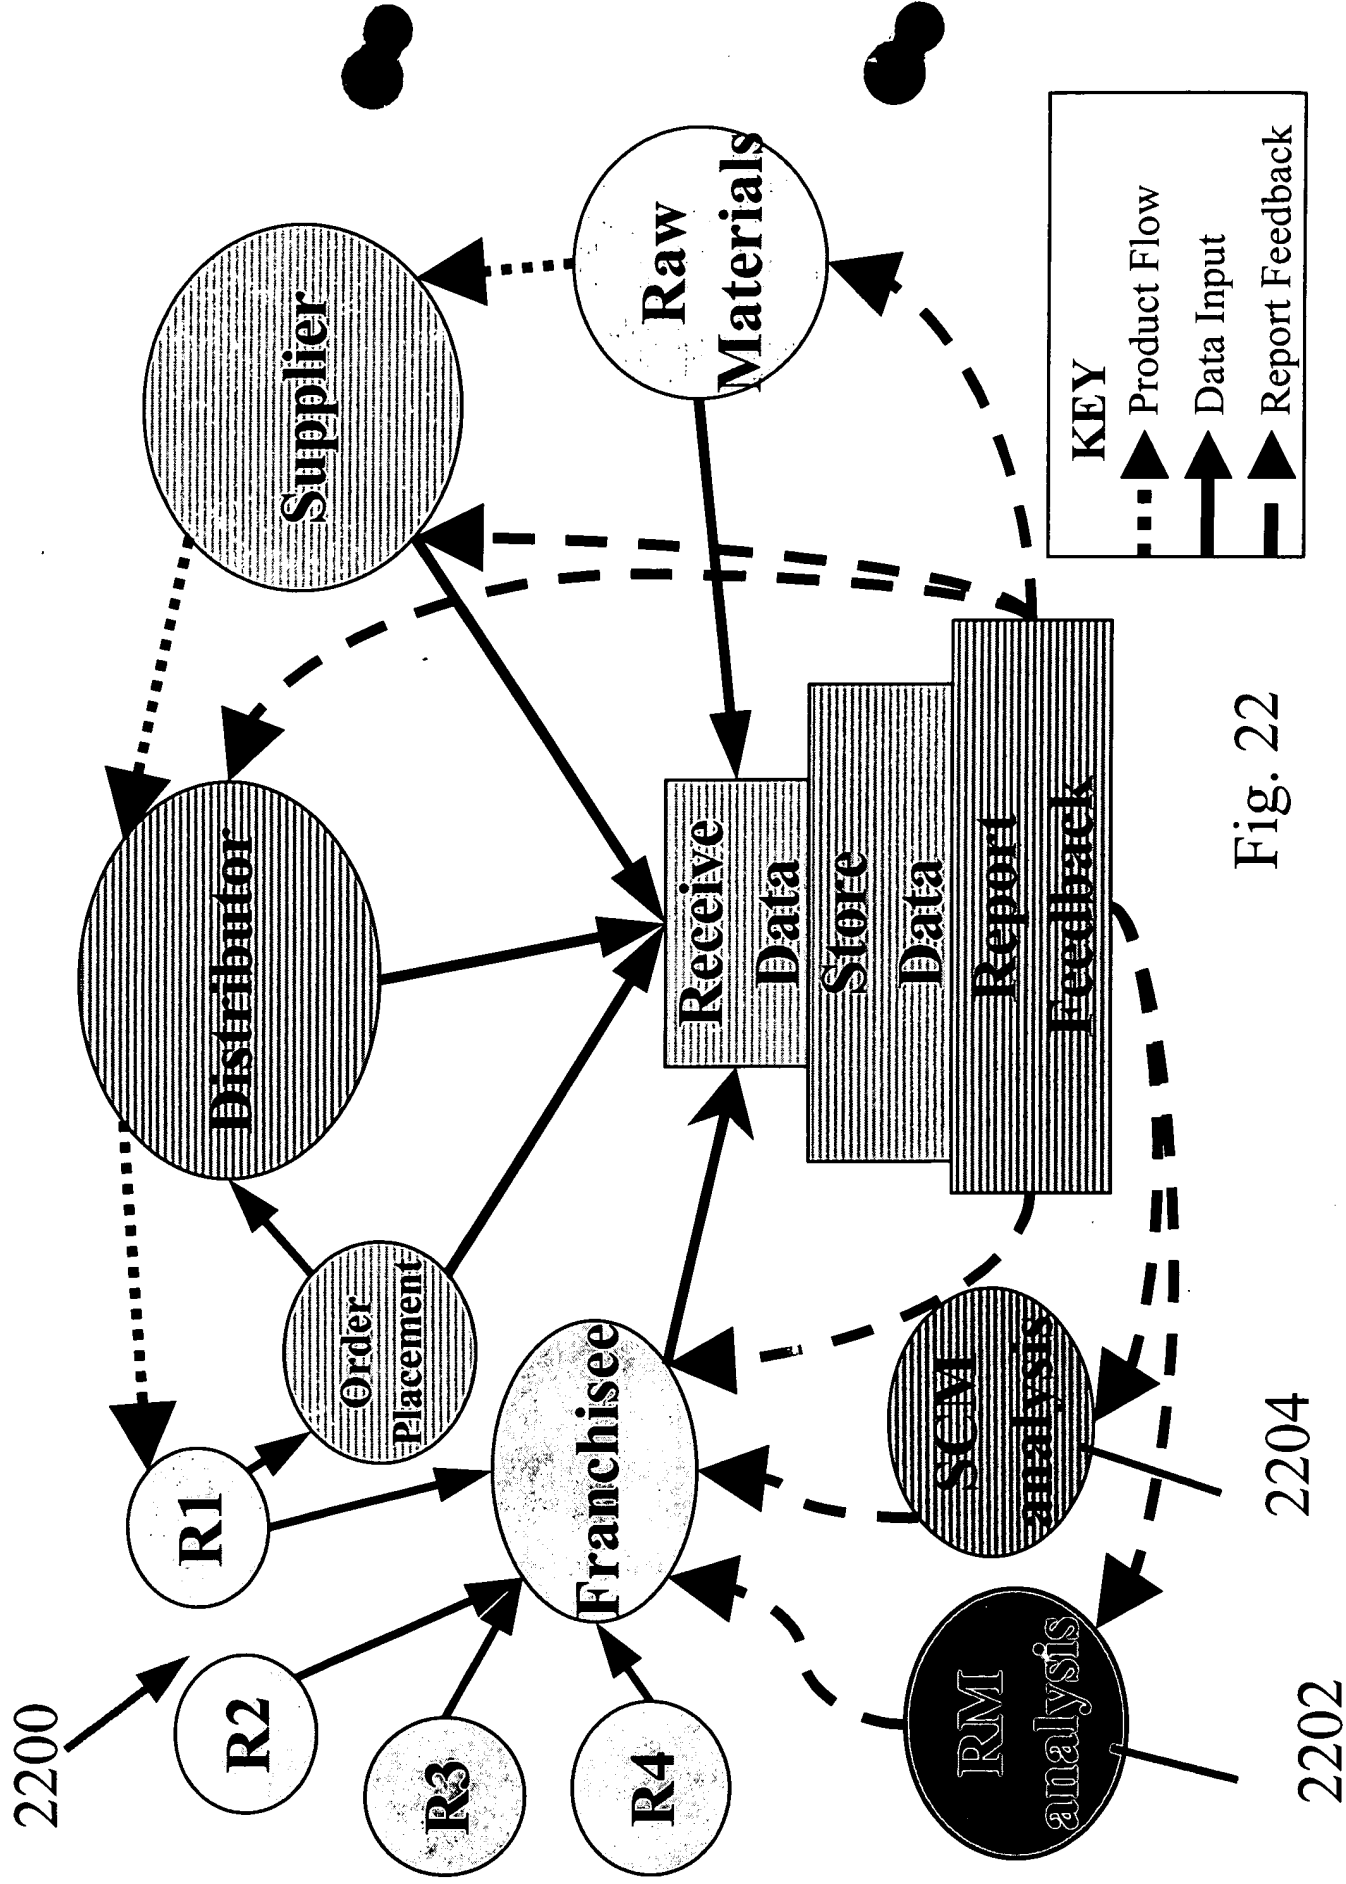 2200
R1
R2
R3
R4
Order
Placement
Distributor
Supplier
Franchisee
Raw
Materials
Receive
Data
Store
Data
Report
Feedback
RM
analysis
SCM
analysis
2202
2204
Fig. 22
KEY
Product Flow
Data Input
Report Feedback